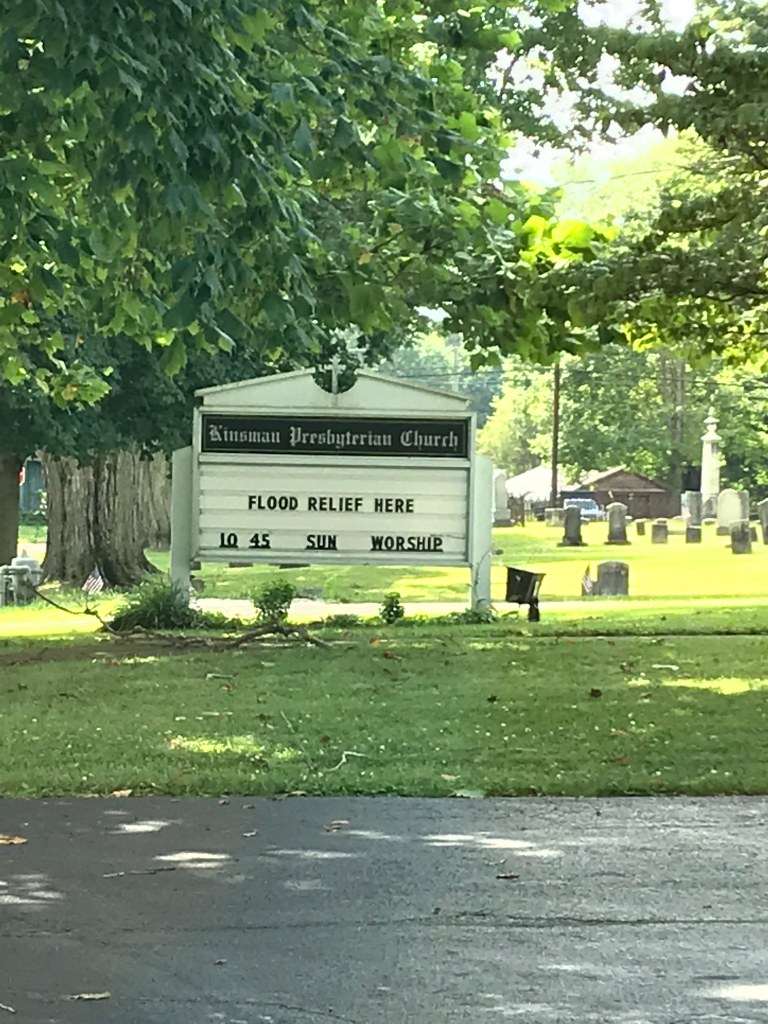 Kinsman Presbyterian Church
FLOOD RELIEF HERE
10 45 SUN WORSHIP